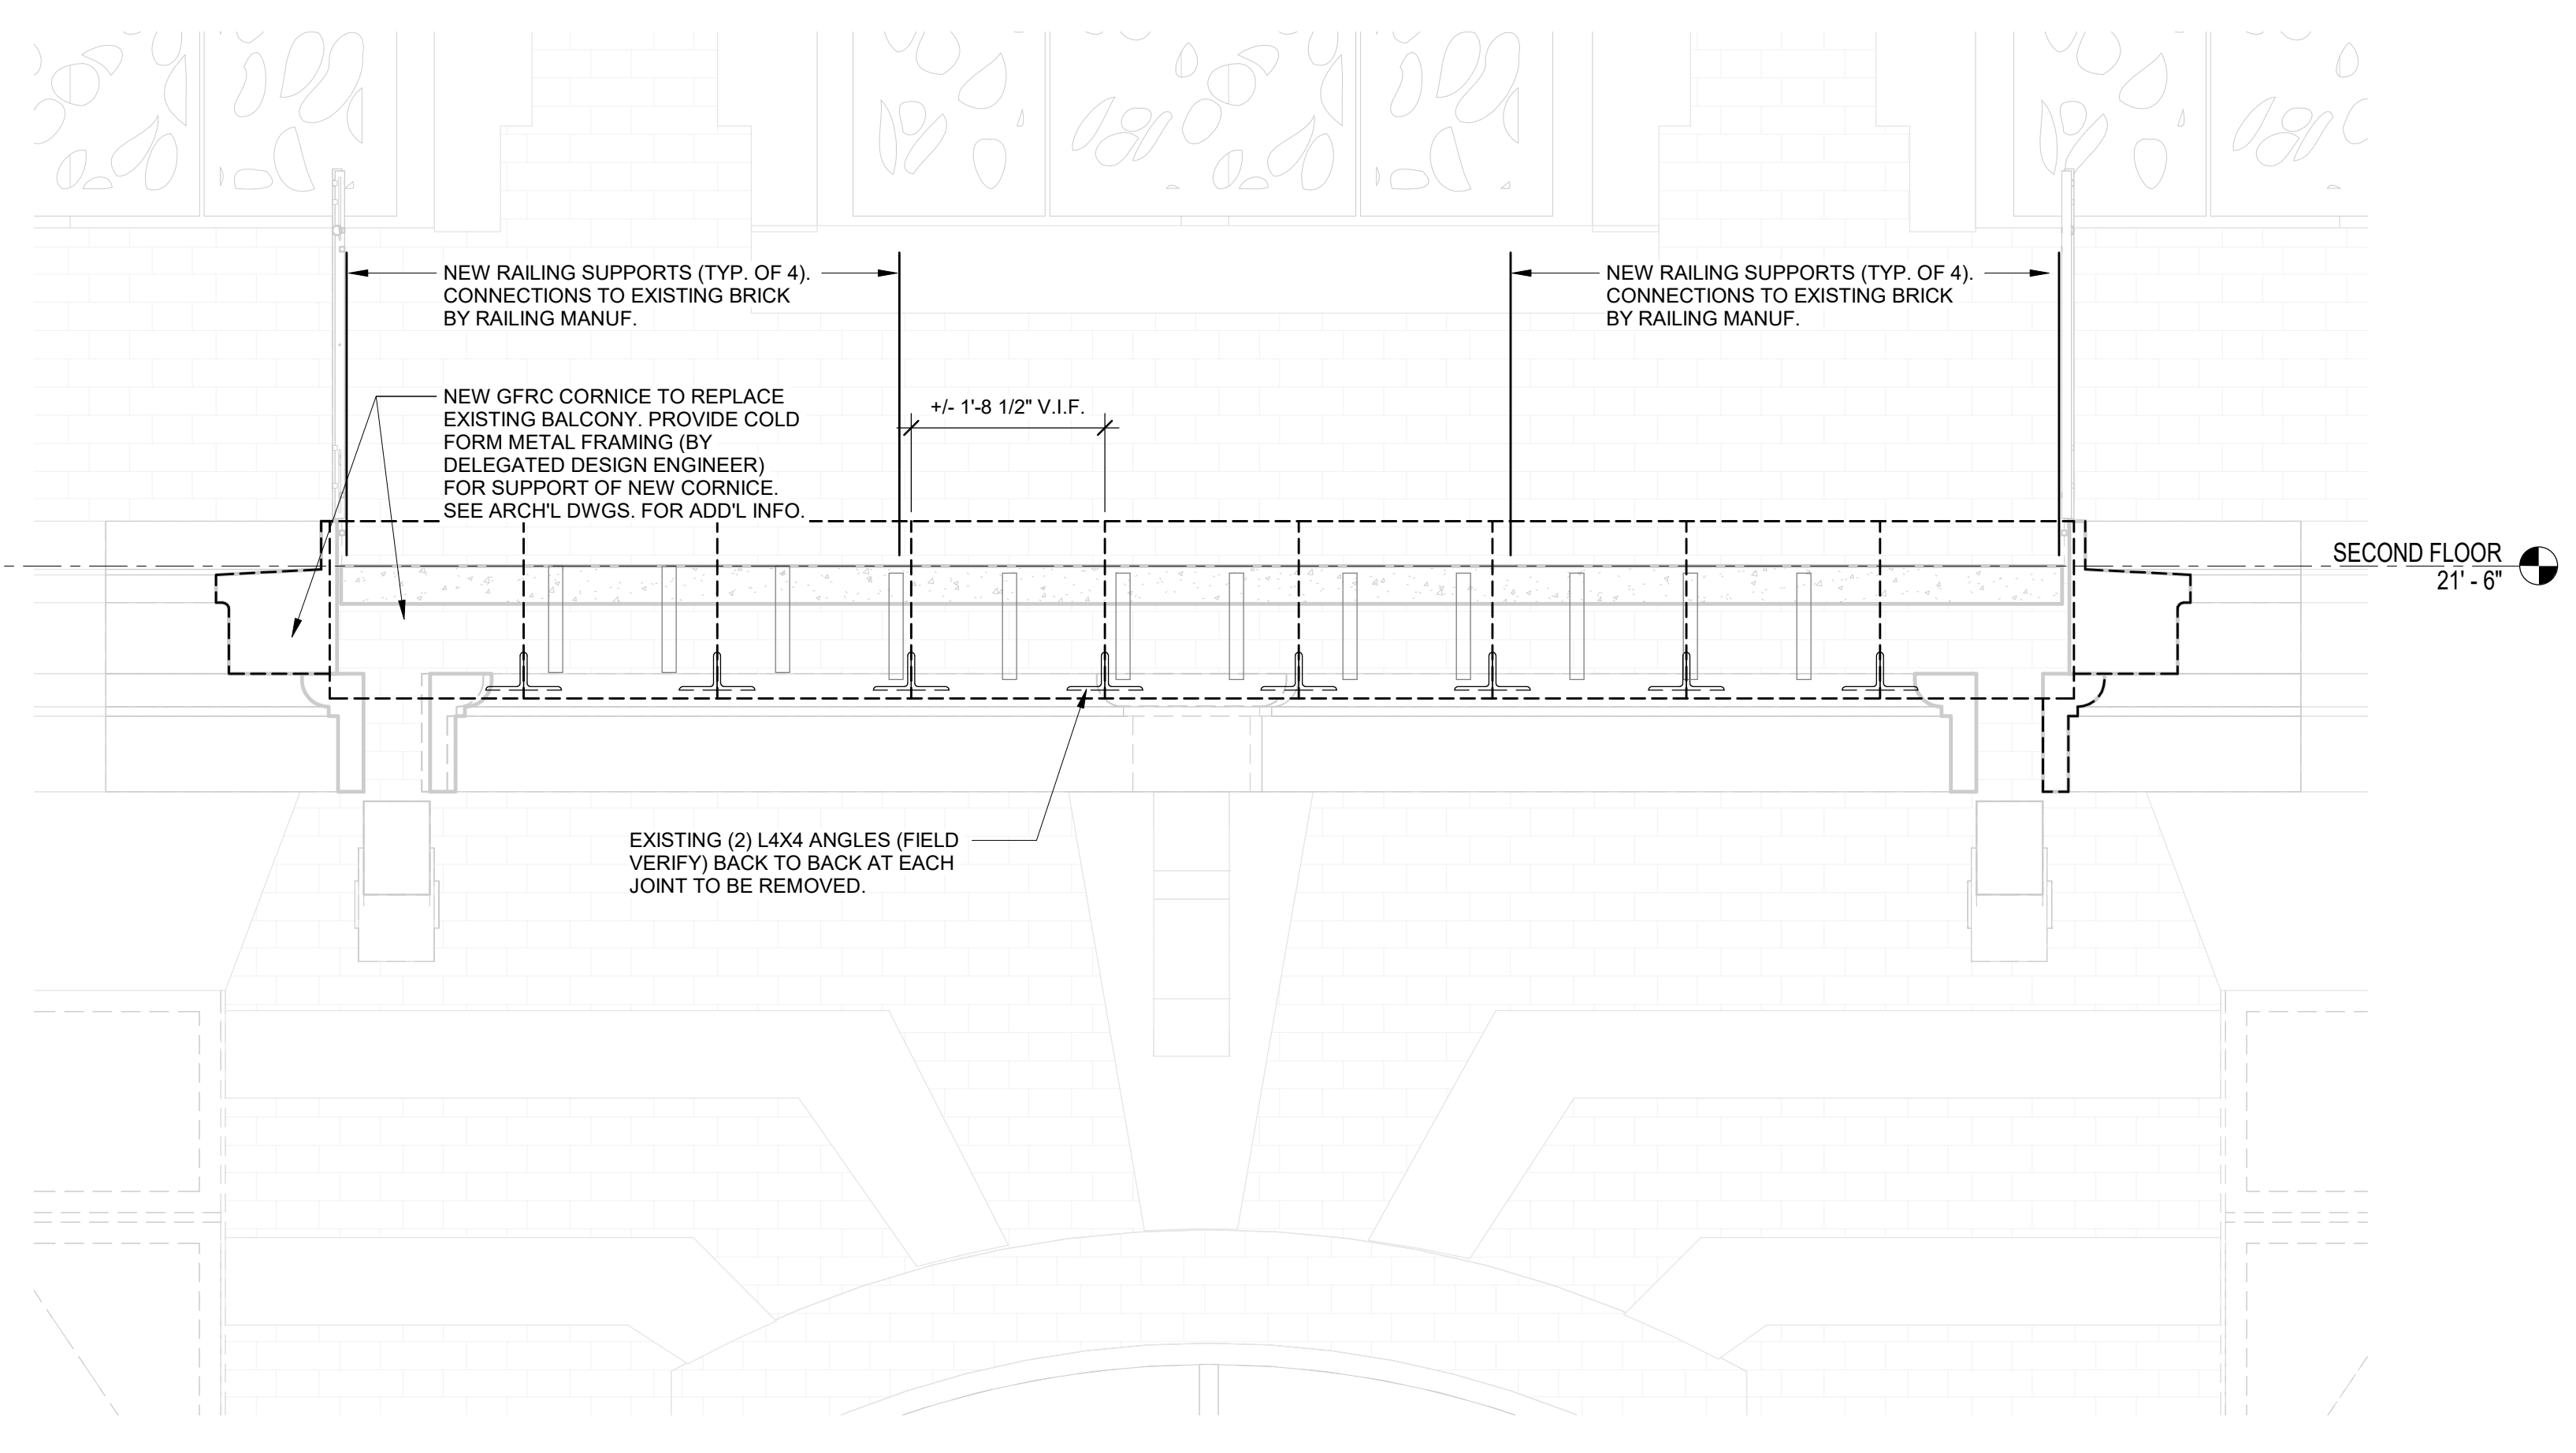 NEW RAILING SUPPORTS (TYP. OF 4).
CONNECTIONS TO EXISTING BRICK
BY RAILING MANUF.
NEW RAILING SUPPORTS (TYP. OF 4).
CONNECTIONS TO EXISTING BRICK
BY RAILING MANUF.
NEW GFRC CORNICE TO REPLACE
EXISTING BALCONY. PROVIDE COLD
FORM METAL FRAMING (BY
DELEGATED DESIGN ENGINEER)
FOR SUPPORT OF NEW CORNICE.
SEE ARCH'L DWGS. FOR ADD'L INFO.
+/- 1'-8 1/2" V.I.F.
SECOND FLOOR
21' - 6"
EXISTING (2) L4X4 ANGLES (FIELD
VERIFY) BACK TO BACK AT EACH
JOINT TO BE REMOVED.